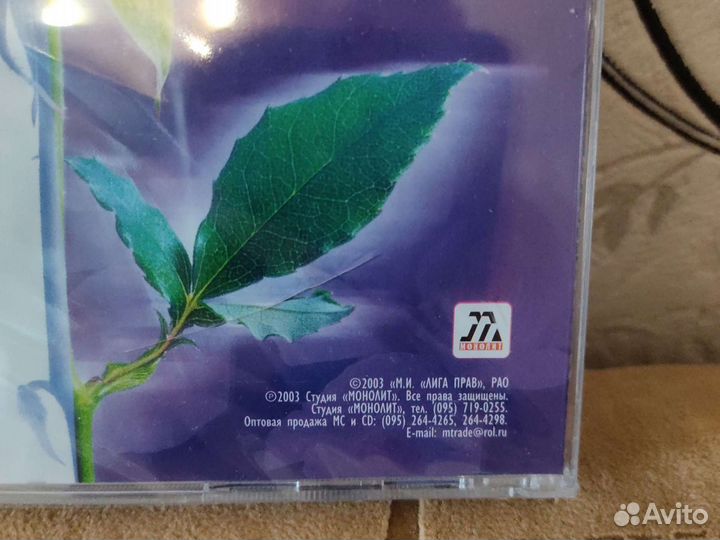 МОНОЛИТ
©2003 «М.И. «ЛИГА ПРАВ», РАО
℗2003 Студия «МОНОЛИТ». Все права защищены.
Студия «МОНОЛИТ», тел. (095) 719-0255.
Оптовая продажа МС и CD: (095) 264-4265, 264-4298.
E-mail: mtrade@rol.ru
Avito